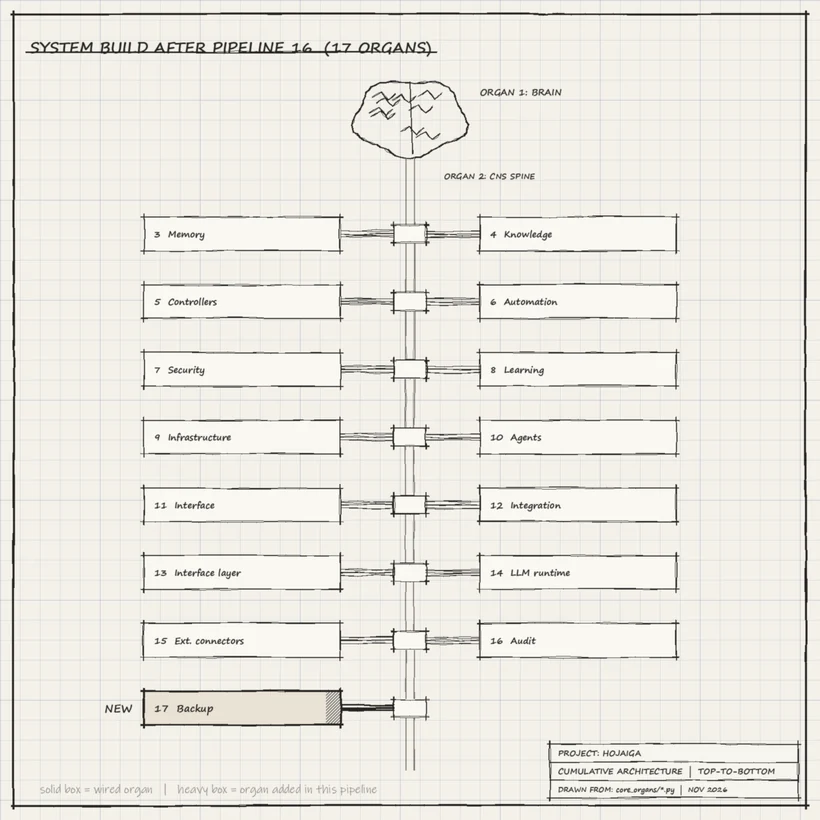 SYSTEM BUILD AFTER PIPELINE 16 (17 ORGANS)
ORGAN 1: BRAIN
ORGAN 2: CNS SPINE
3 Memory
4 Knowledge
5 Controllers
6 Automation
7 Security
8 Learning
9 Infrastructure
10 Agents
11 Interface
12 Integration
13 Interface layer
14 LLM runtime
15 Ext. connectors
16 Audit
NEW
17 Backup
PROJECT: HOJAIGA
CUMULATIVE ARCHITECTURE | TOP-TO-BOTTOM
DRAWN FROM: core_organs/*.py | NOV 2026
solid box = wired organ | heavy box = organ added in this pipeline